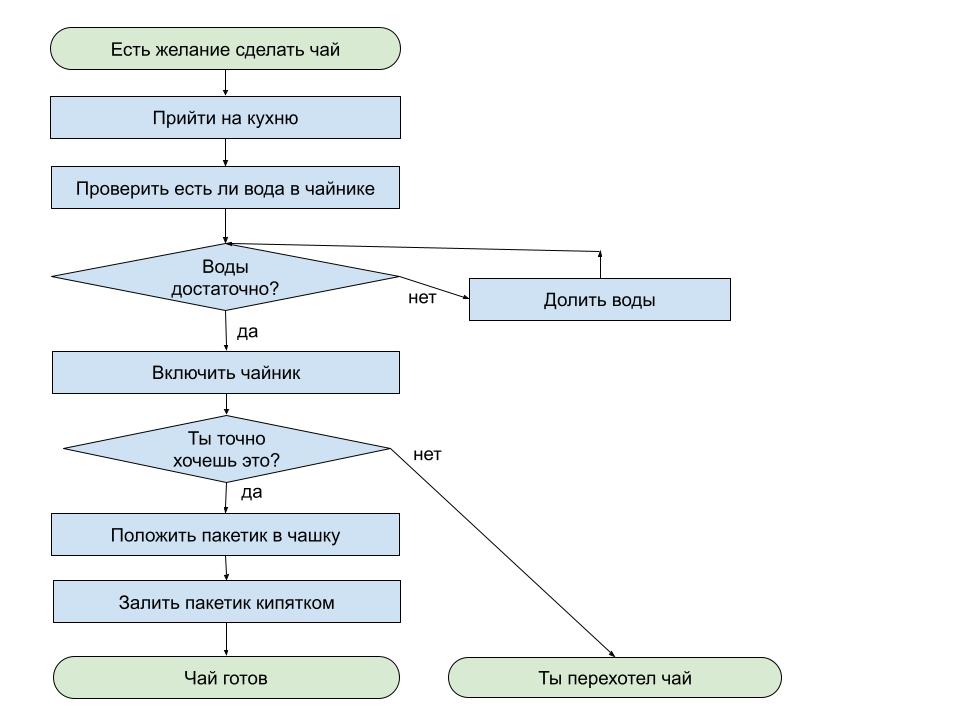 Есть желание сделать чай
Прийти на кухню
Проверить есть ли вода в чайнике
Воды
достаточно?
нет
Долить воды
да
Включить чайник
Ты точно
хочешь это?
нет
да
Положить пакетик в чашку
Залить пакетик кипятком
Чай готов
Ты перехотел чай